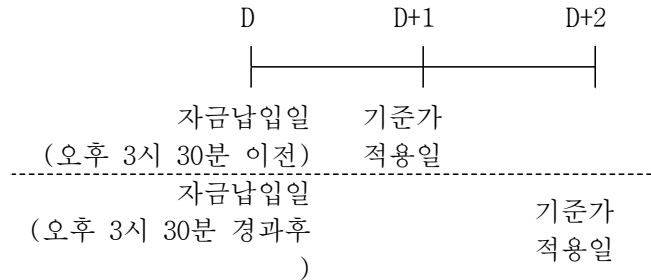 D D+1 D+2
자금납입일 기준가
(오후 3시 30분 이전) 적용일
자금납입일
(오후 3시 30분 경과후
)
기준가
적용일